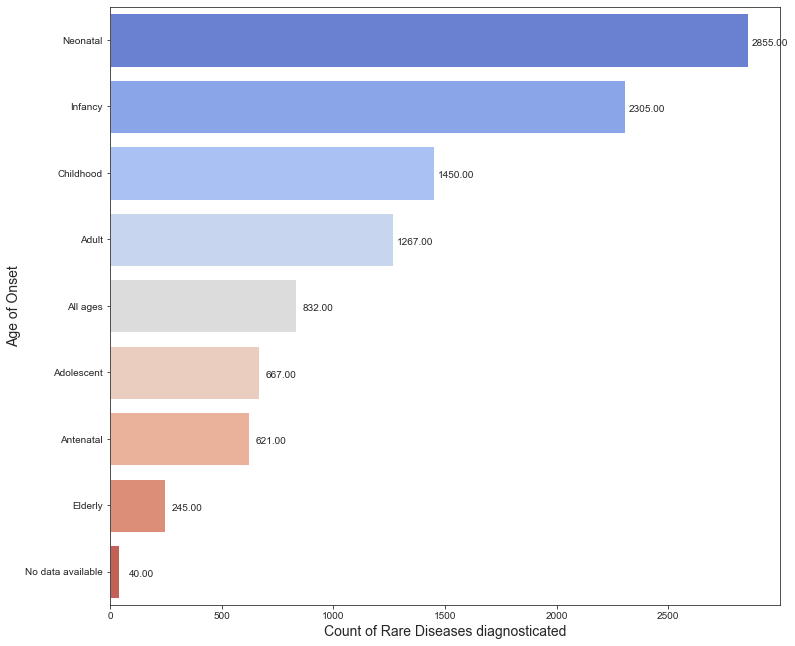 Neonatal 2855.00
Infancy 2305.00
Childhood 1450.00
Adult 1267.00
Age of Onset
All ages 832.00
Adolescent 667.00
Antenatal 621.00
Elderly 245.00
No data available 40.00
0 500 1000 1500 2000 2500
Count of Rare Diseases diagnosticated